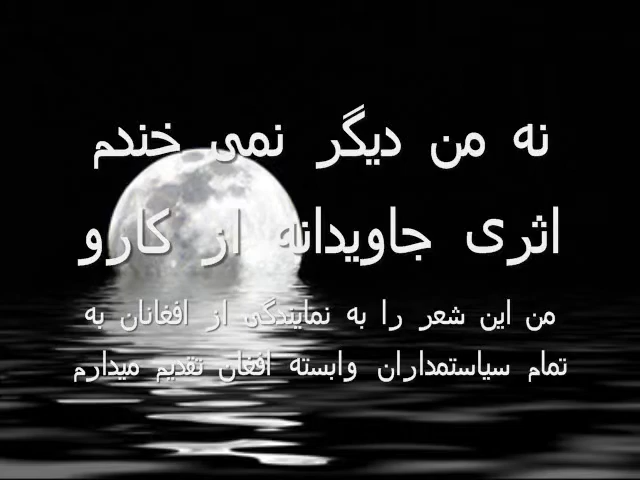 نه من دیگر نمی خندم
اثری جاویدانه از کارو
من این شعر را به نمایندگی از افغانان به
تمام سیاستمداران وابسته افغان تقدیم میدارم